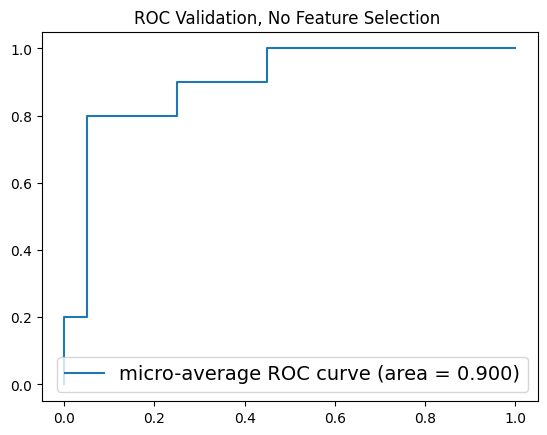 ROC Validation, No Feature Selection
1.0
0.8
0.6
0.4
0.2
0.0
micro-average ROC curve (area = 0.900)
0.0 0.2 0.4 0.6 0.8 1.0